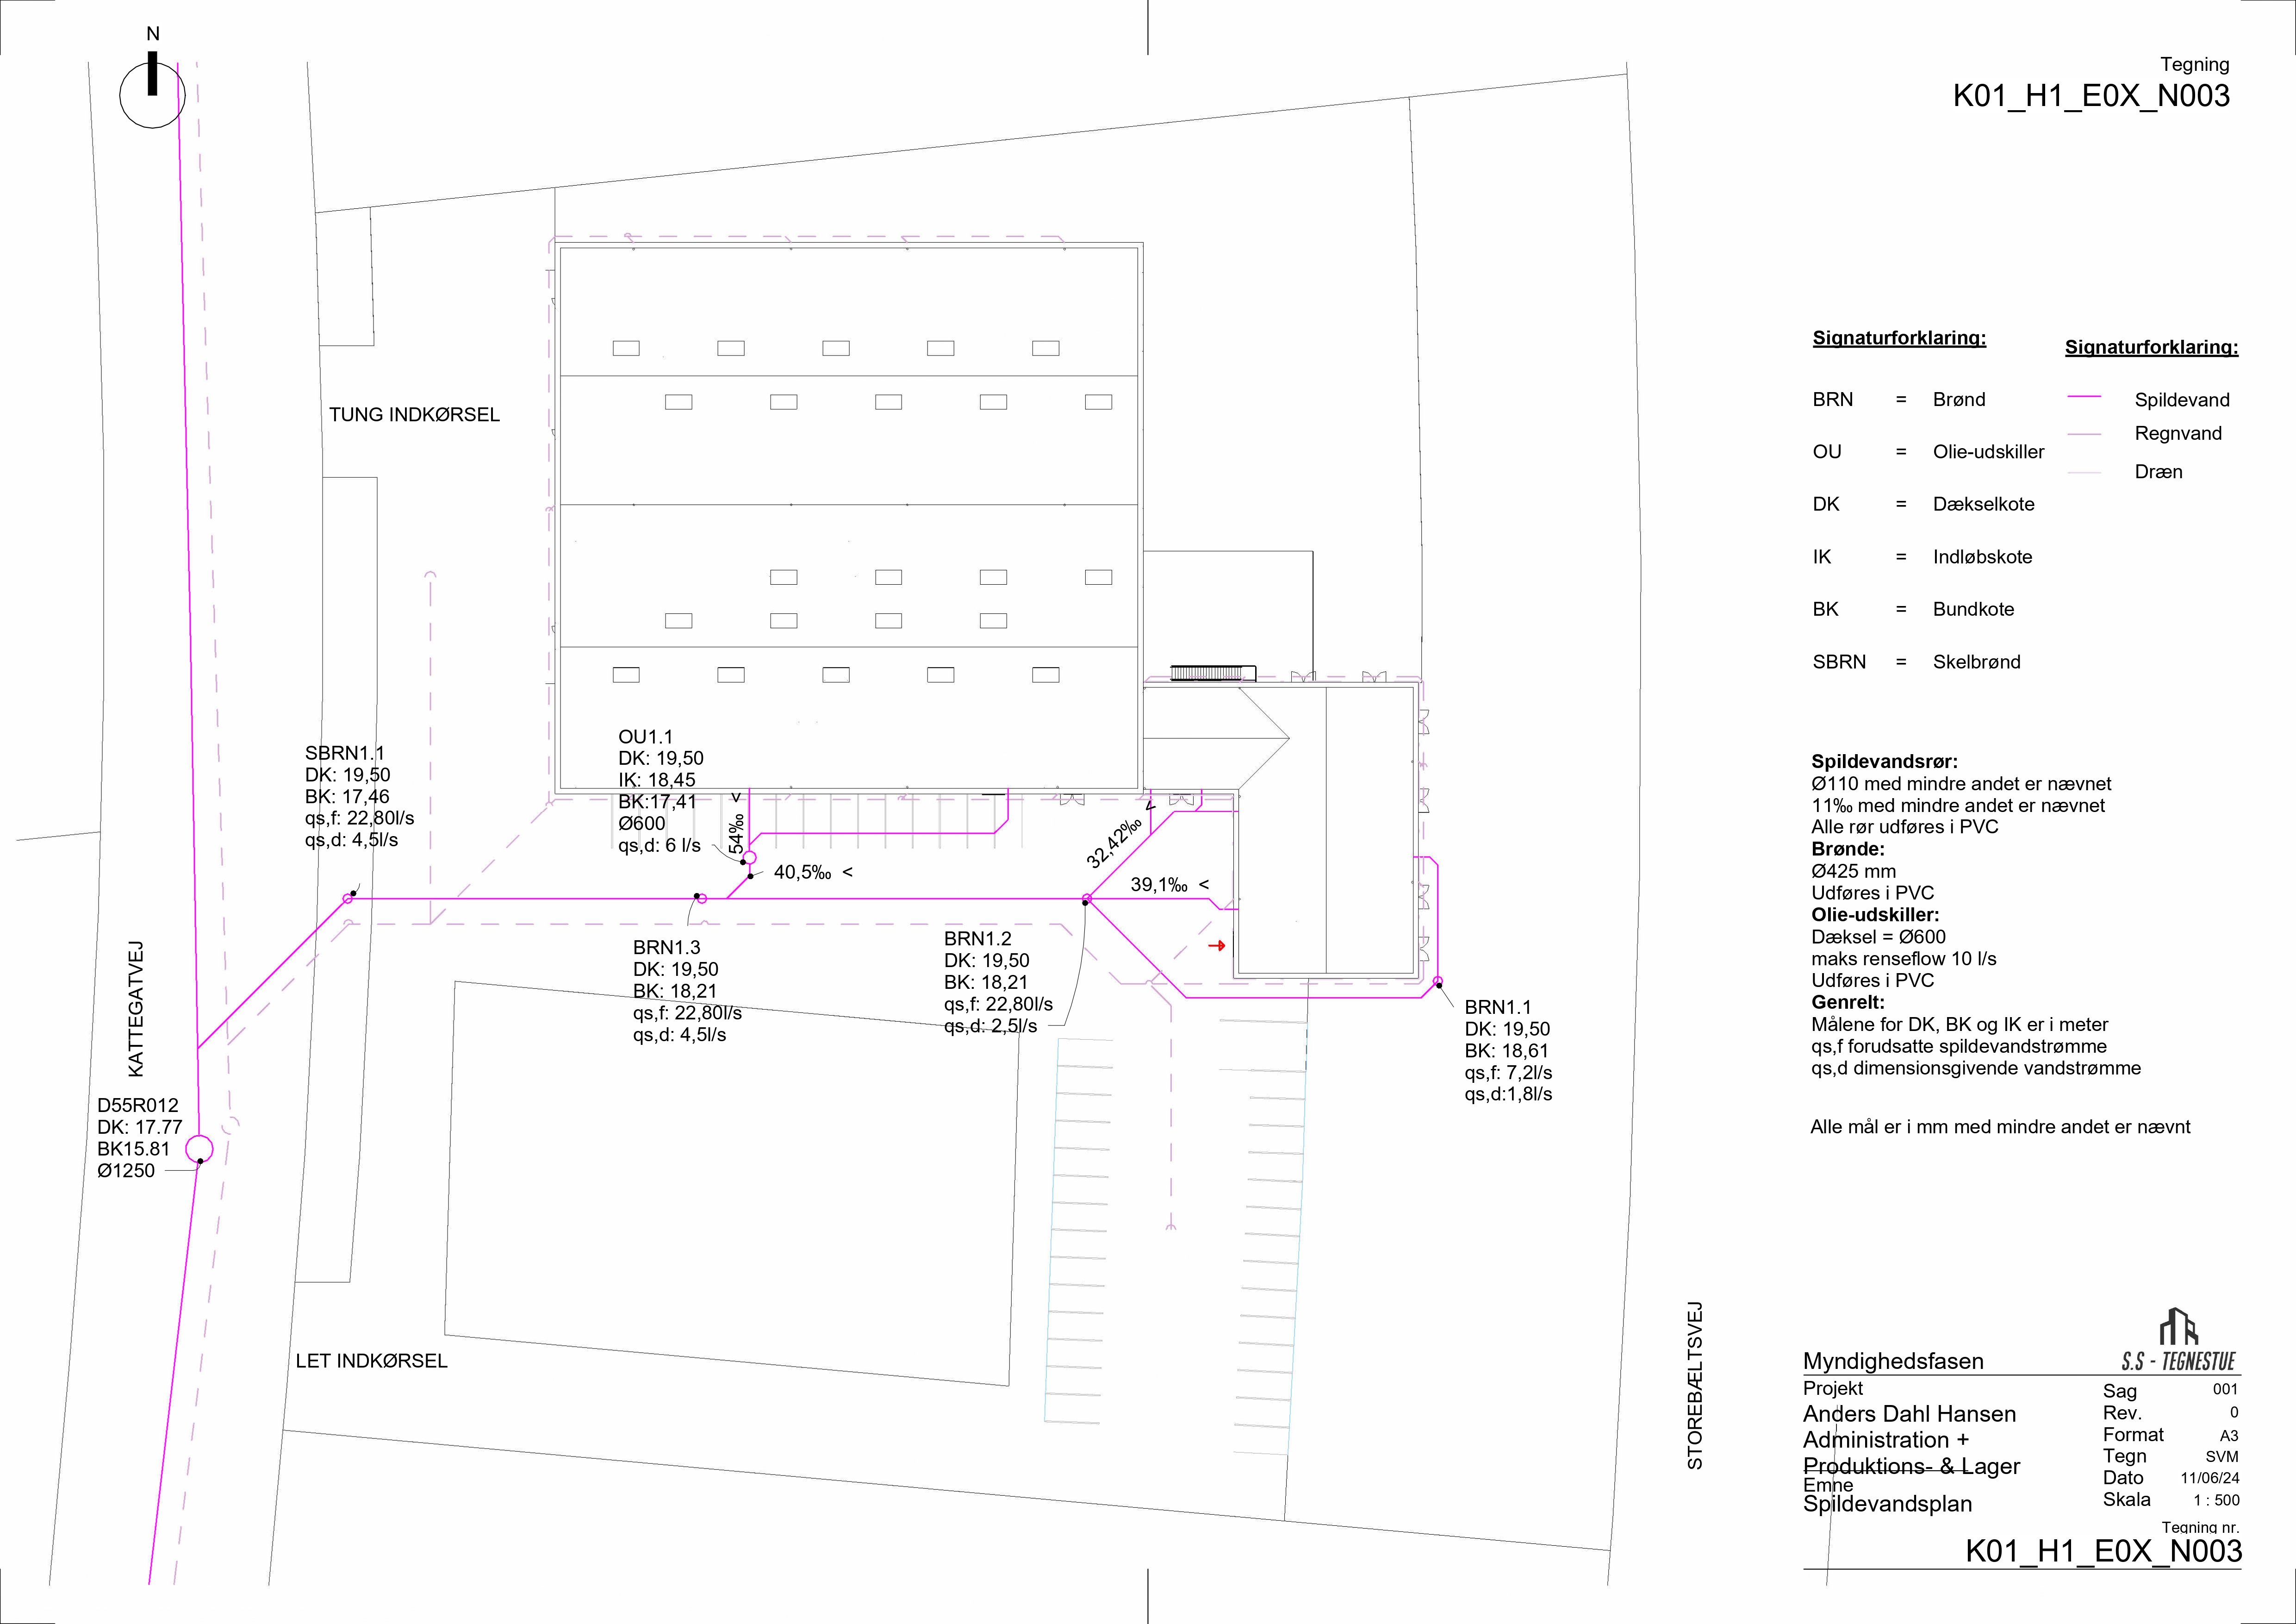 N
Tegning
K01_H1_E0X_N003
Signaturforklaring:
BRN = Brønd
OU = Olie-udskiller
DK = Dækselkote
IK = Indløbskote
BK = Bundkote
SBRN = Skelbrønd
Signaturforklaring:
Spildevand
Regnvand
Dræn
TUNG INDKØRSEL
SBRN1.1
DK: 19,50
BK: 17,46
qs,f: 22,80l/s
qs,d: 4,5l/s
OU1.1
DK: 19,50
IK: 18,45
BK:17,41
Ø600
qs,d: 6 l/s
54‰ <
40,5‰ <
32,42‰ <
39,1‰ <
BRN1.3
DK: 19,50
BK: 18,21
qs,f: 22,80l/s
qs,d: 4,5l/s
BRN1.2
DK: 19,50
BK: 18,21
qs,f: 22,80l/s
qs,d: 2,5l/s
BRN1.1
DK: 19,50
BK: 18,61
qs,f: 7,2l/s
qs,d:1,8l/s
KATTEGATVEJ
D55R012
DK: 17.77
BK15.81
Ø1250
LET INDKØRSEL
STOREBÆLTSVEJ
Spildevandsrør:
Ø110 med mindre andet er nævnet
11‰ med mindre andet er nævnet
Alle rør udføres i PVC
Brønde:
Ø425 mm
Udføres i PVC
Olie-udskiller:
Dæksel = Ø600
maks renseflow 10 l/s
Udføres i PVC
Genrelt:
Målene for DK, BK og IK er i meter
qs,f forudsatte spildevandstrømme
qs,d dimensionsgivende vandstrømme
Alle mål er i mm med mindre andet er nævnt
S.S - TEGNESTUE
Myndighedsfasen
Projekt
Anders Dahl Hansen
Administration +
Produktions- & Lager
Emne
Spildevandsplan
Sag 001
Rev. 0
Format A3
Tegn SVM
Dato 11/06/24
Skala 1 : 500
Tegning nr.
K01_H1_E0X_N003